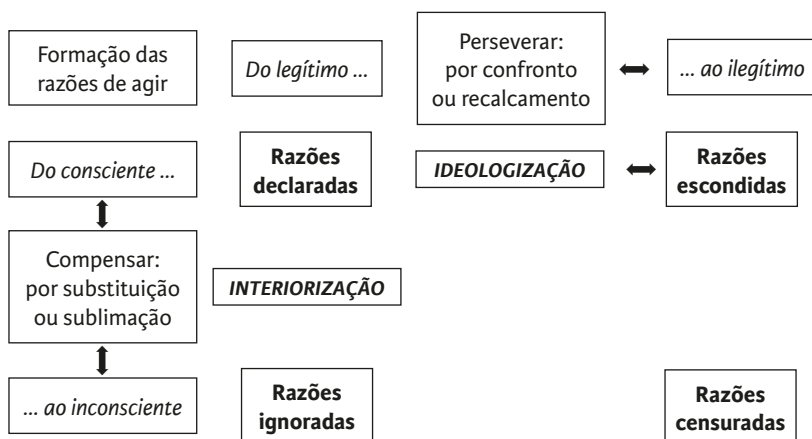 Formação das
razões de agir
Do legítimo ...
Perseverar:
por confronto
ou recalcamento
... ao ilegítimo
Do consciente ...
Razões
declaradas
IDEOLOGIZAÇÃO
Razões
escondidas
Compensar:
por substituição
ou sublimação
INTERIORIZAÇÃO
... ao inconsciente
Razões
ignoradas
Razões
censuradas